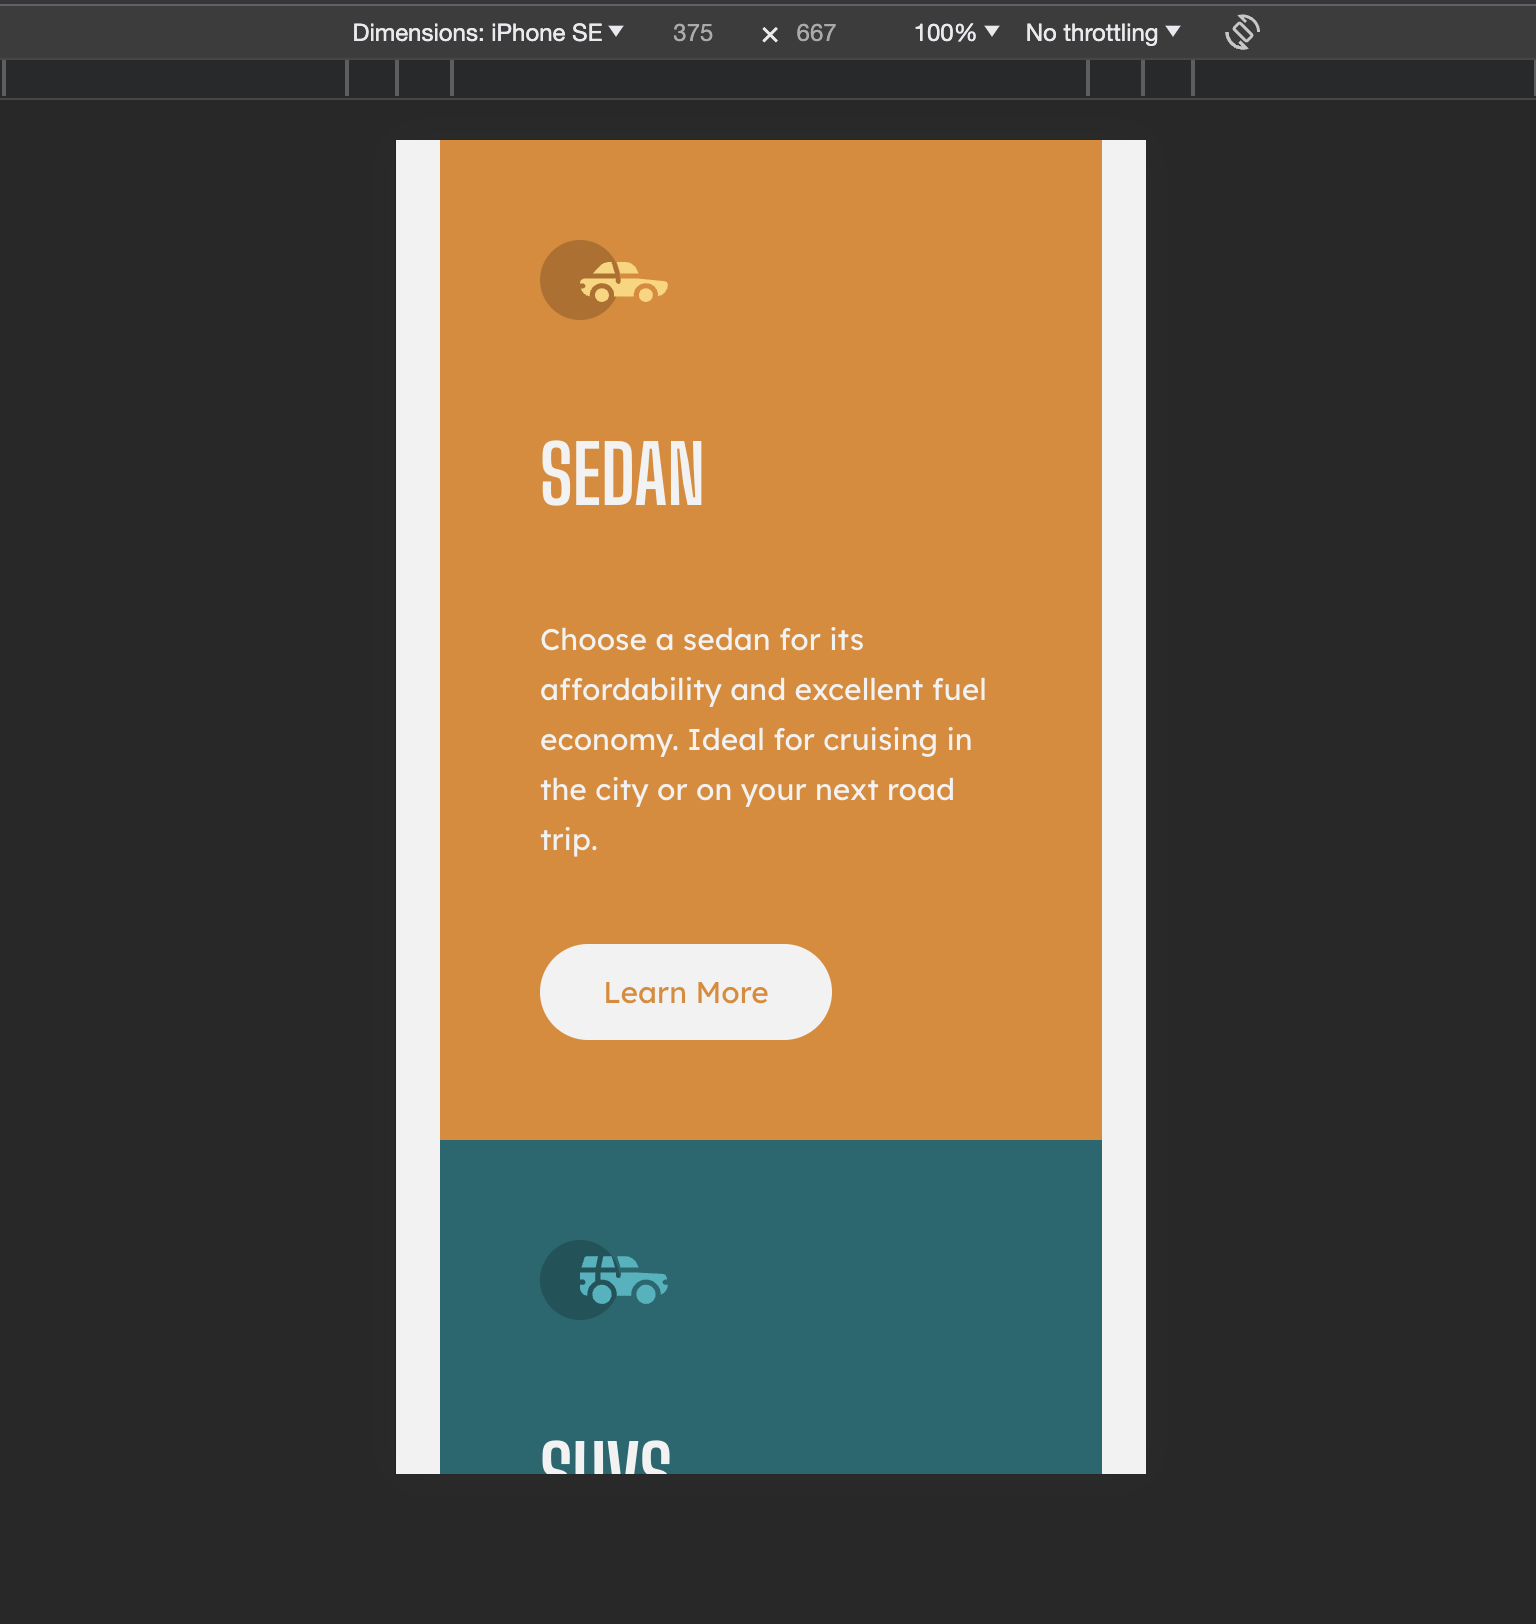 Dimensions: iPhone SE ▼ 375 × 667 100% ▼ No throttling ▼
SEDAN
Choose a sedan for its
affordability and excellent fuel
economy. Ideal for cruising in
the city or on your next road
trip.
Learn More
SUVS